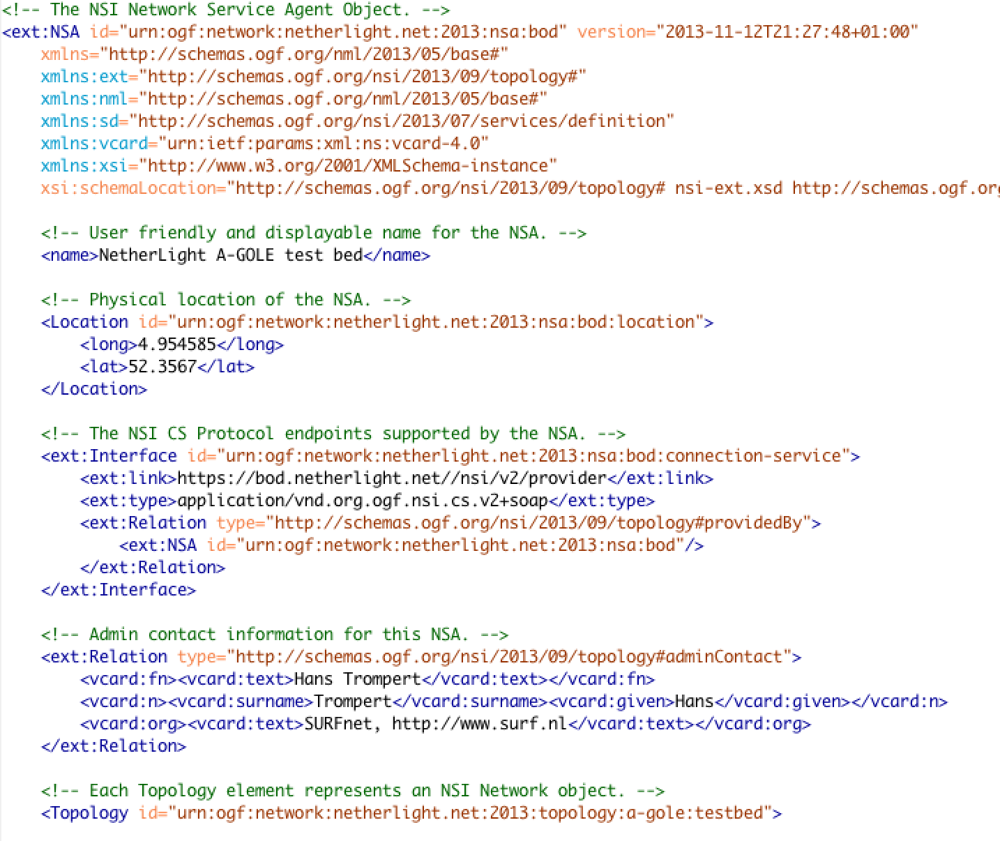 <!-- The NSI Network Service Agent Object. -->
<ext:NSA id="urn:ogf:network:netherlight.net:2013:nsa:bod" version="2013-11-12T21:27:48+01:00"
    xmlns="http://schemas.ogf.org/nml/2013/05/base#"
    xmlns:ext="http://schemas.ogf.org/nsi/2013/09/topology#"
    xmlns:nml="http://schemas.ogf.org/nml/2013/05/base#"
    xmlns:sd="http://schemas.ogf.org/nsi/2013/07/services/definition"
    xmlns:vcard="urn:ietf:params:xml:ns:vcard-4.0"
    xmlns:xsi="http://www.w3.org/2001/XMLSchema-instance"
    xsi:schemaLocation="http://schemas.ogf.org/nsi/2013/09/topology# nsi-ext.xsd http://schemas.ogf.org
    <!-- User friendly and displayable name for the NSA. -->
    <name>NetherLight A-GOLE test bed</name>
    <!-- Physical location of the NSA. -->
    <Location id="urn:ogf:network:netherlight.net:2013:nsa:bod:location">
        <long>4.954585</long>
        <lat>52.3567</lat>
    </Location>
    <!-- The NSI CS Protocol endpoints supported by the NSA. -->
    <ext:Interface id="urn:ogf:network:netherlight.net:2013:nsa:bod:connection-service">
        <ext:link>https://bod.netherlight.net//nsi/v2/provider</ext:link>
        <ext:type>application/vnd.org.ogf.nsi.cs.v2+soap</ext:type>
        <ext:Relation type="http://schemas.ogf.org/nsi/2013/09/topology#providedBy">
            <ext:NSA id="urn:ogf:network:netherlight.net:2013:nsa:bod"/>
        </ext:Relation>
    </ext:Interface>
    <!-- Admin contact information for this NSA. -->
    <ext:Relation type="http://schemas.ogf.org/nsi/2013/09/topology#adminContact">
        <vcard:fn><vcard:text>Hans Trompert</vcard:text></vcard:fn>
        <vcard:n><vcard:surname>Trompert</vcard:surname><vcard:given>Hans</vcard:given></vcard:n>
        <vcard:org><vcard:text>SURFnet, http://www.surf.nl</vcard:text></vcard:org>
    </ext:Relation>
    <!-- Each Topology element represents an NSI Network object. -->
    <Topology id="urn:ogf:network:netherlight.net:2013:topology:a-gole:testbed">